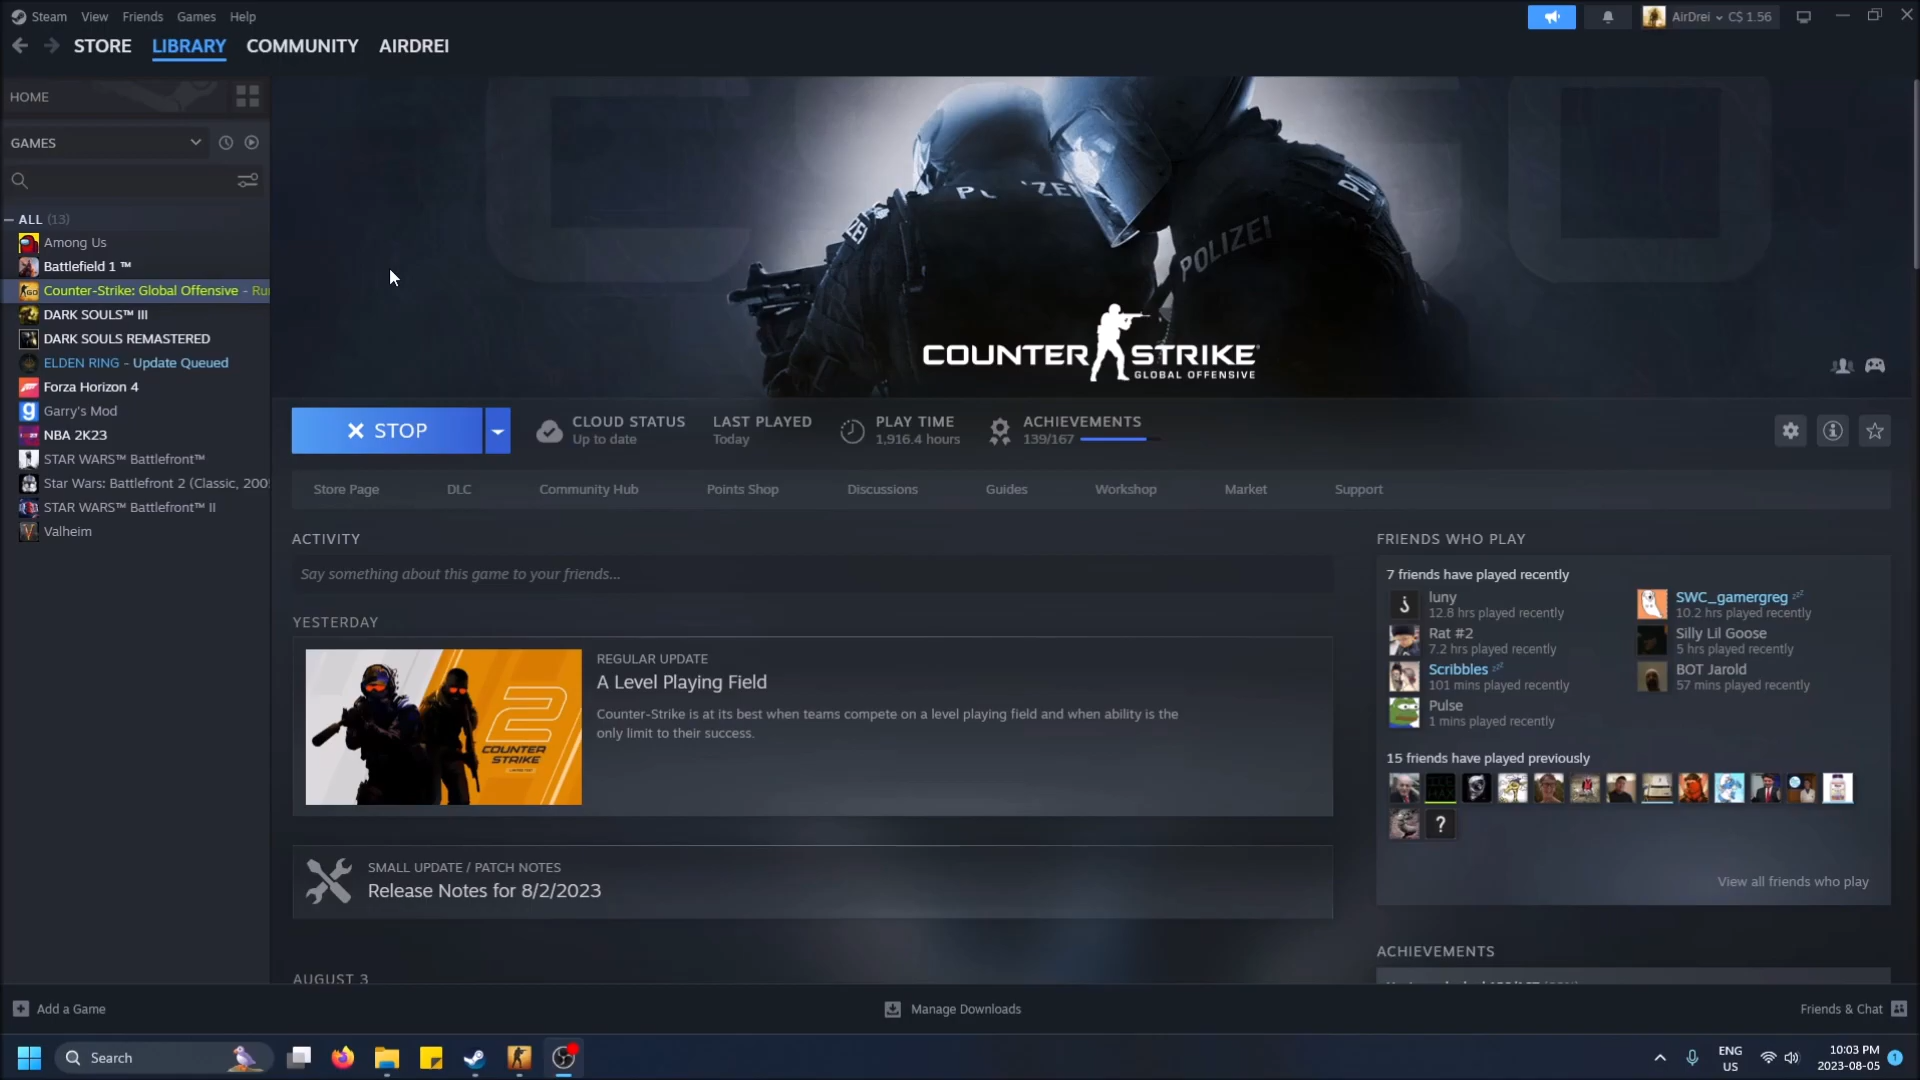 Steam View Friends Games Help
AirDrei C$ 1.56
STORE LIBRARY COMMUNITY AIRDREI
HOME
GAMES
ALL (13)
Among Us
Battlefield 1 ™
Counter-Strike: Global Offensive - Ru
DARK SOULS™ III
DARK SOULS REMASTERED
ELDEN RING - Update Queued
Forza Horizon 4
Garry's Mod
NBA 2K23
STAR WARS™ Battlefront™
Star Wars: Battlefront 2 (Classic, 200
STAR WARS™ Battlefront™ II
Valheim
POLIZEI
COUNTER STRIKE
GLOBAL OFFENSIVE
STOP
CLOUD STATUS
Up to date
LAST PLAYED
Today
PLAY TIME
1,916.4 hours
ACHIEVEMENTS
139/167
Store Page DLC Community Hub Points Shop Discussions Guides Workshop Market Support
ACTIVITY
Say something about this game to your friends...
YESTERDAY
2
COUNTER
STRIKE
REGULAR UPDATE
A Level Playing Field
Counter-Strike is at its best when teams compete on a level playing field and when ability is the
only limit to their success.
SMALL UPDATE / PATCH NOTES
Release Notes for 8/2/2023
AUGUST 3
FRIENDS WHO PLAY
7 friends have played recently
luny
12.8 hrs played recently
SWC_gamergreg
10.2 hrs played recently
Rat #2
7.2 hrs played recently
Silly Lil Goose
5 hrs played recently
Scribbles
101 mins played recently
BOT Jarold
57 mins played recently
Pulse
1 mins played recently
15 friends have played previously
View all friends who play
ACHIEVEMENTS
Add a Game
Manage Downloads
Friends & Chat
Search
ENG
US
10:03 PM
2023-08-05
1